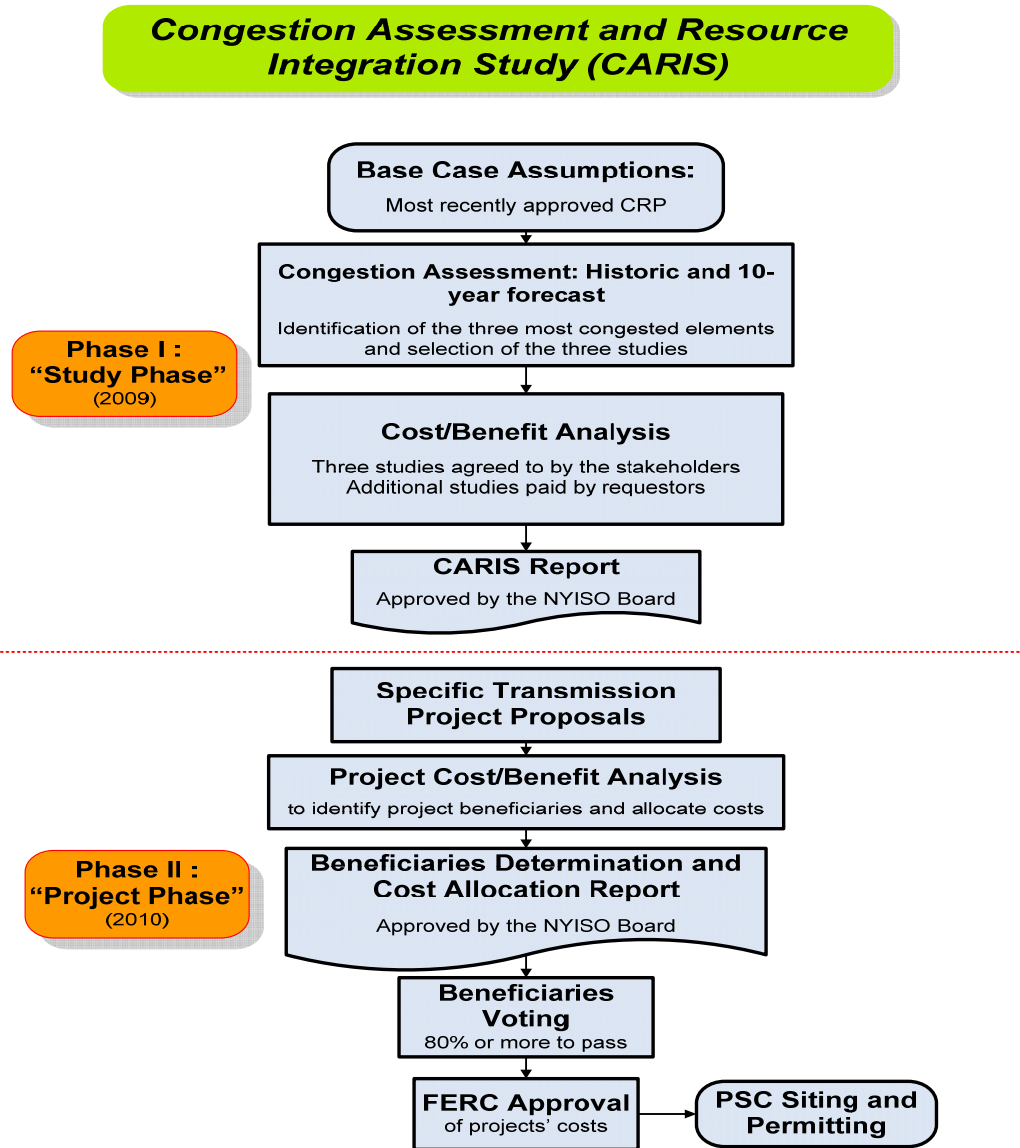 Congestion Assessment and Resource
Integration Study (CARIS)
Base Case Assumptions:
Most recently approved CRP
Congestion Assessment: Historic and 10-
year forecast
Identification of the three most congested elements
and selection of the three studies
Phase I :
“Study Phase”
(2009)
Cost/Benefit Analysis
Three studies agreed to by the stakeholders
Additional studies paid by requestors
CARIS Report
Approved by the NYISO Board
Specific Transmission
Project Proposals
Project Cost/Benefit Analysis
to identify project beneficiaries and allocate costs
Phase II :
“Project Phase”
(2010)
Beneficiaries Determination and
Cost Allocation Report
Approved by the NYISO Board
Beneficiaries
Voting
80% or more to pass
FERC Approval
of projects’ costs
PSC Siting and
Permitting